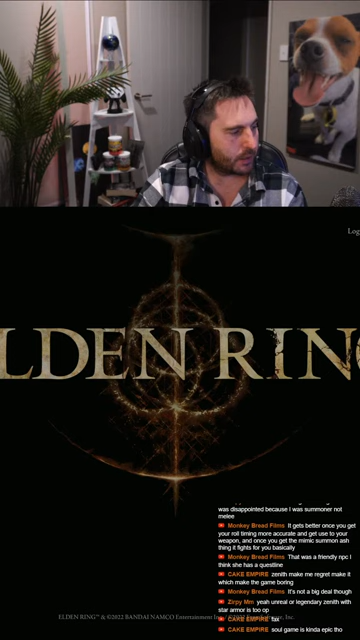 Log
LDEN RING
was disappointed because I was summoner not
melee
Monkey Bread Films It gets better once you get
your roll timing more accurate and get use to your
weapon, and once you get the mimic summon ash
thing it fights for you basically
Monkey Bread Films That was a friendly npc I
think she has a questline
CAKE EMPIRE zenith make me regret make it
which make the game boring
Monkey Bread Films It's not a big deal though
Zirpy Mm yeah unreal or legendary zenith with
star armor is too op
CAKE EMPIRE fax
CAKE EMPIRE soul game is kinda epic tho
ELDEN RING™ & ©2022 BANDAI NAMCO Entertainment Inc.